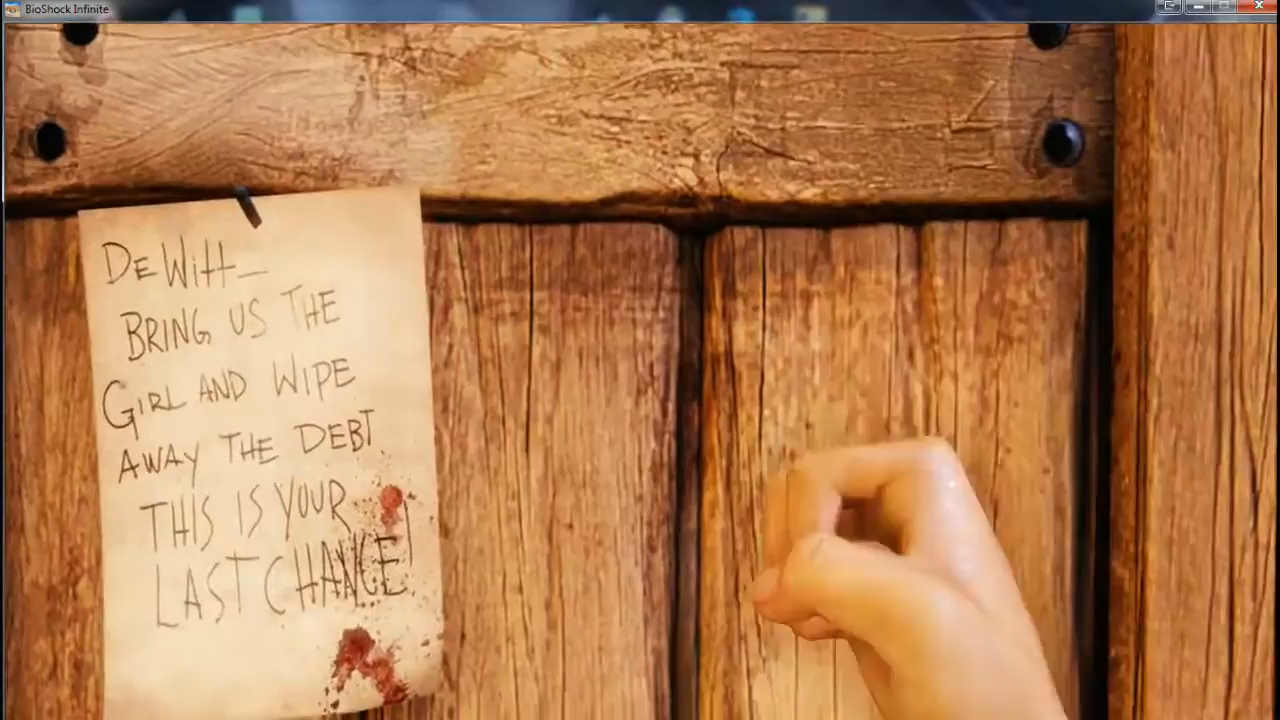 BioShock Infinite
DeWitt—
BRING US THE
GIRL AND WIPE
AWAY THE DEBT
THIS IS YOUR
LAST CHANCE!